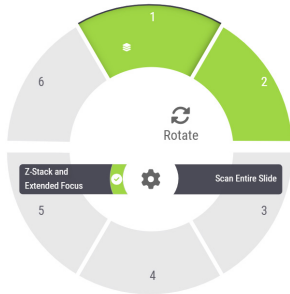 1
6
2
Rotate
Z-Stack and
Extended Focus
Scan Entire Slide
5
3
4